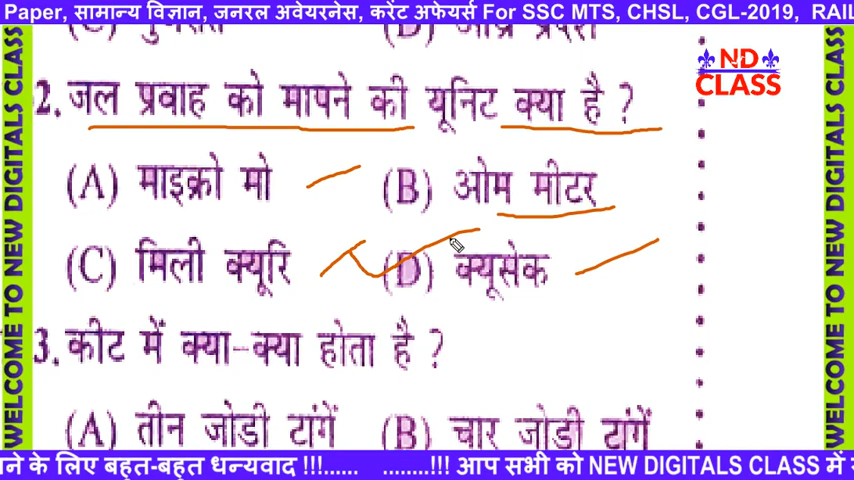 Paper, सामान्य विज्ञान, जनरल अवेयरनेस, करेंट अफेयर्स For SSC MTS, CHSL, CGL-2019, RAIL
ND
CLASS
2. जल प्रवाह को मापने की यूनिट क्या है ?
(A) माइक्रो मो (B) ओम मीटर
(C) मिली क्यूरि (D) क्यूसेक
3. कीट में क्या-क्या होता है ?
(A) तीन जोडी टांगें (B) चार जोडी टांगें
WELCOME TO NEW DIGITALS CLASS
WELCOME TO NEW DIGITALS CLASS
के लिए बहुत-बहुत धन्यवाद !!!...... ........!!! आप सभी को NEW DIGITALS CLASS में